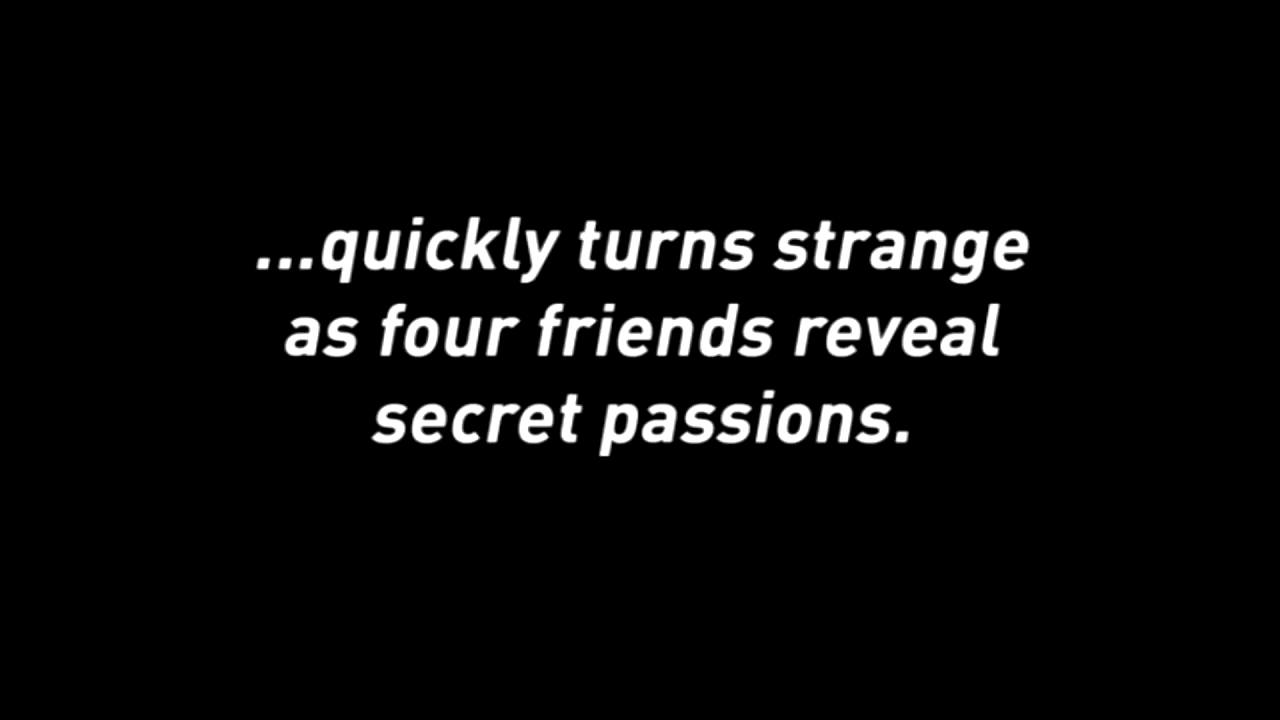 ...quickly turns strange
as four friends reveal
secret passions.